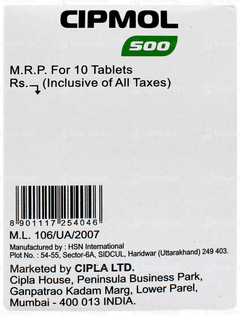 CIPMOL
500
M.R.P. For 10 Tablets
Rs. (Inclusive of All Taxes)
8 901117 254046
M.L. 106/UA/2007
Manufactured by : HSN International
Plot No. : 54-55, Sector-6A, SIDCUL, Haridwar (Uttarakhand) 249 403.
Marketed by CIPLA LTD.
Cipla House, Peninsula Business Park,
Ganpatrao Kadam Marg, Lower Parel,
Mumbai - 400 013 INDIA.